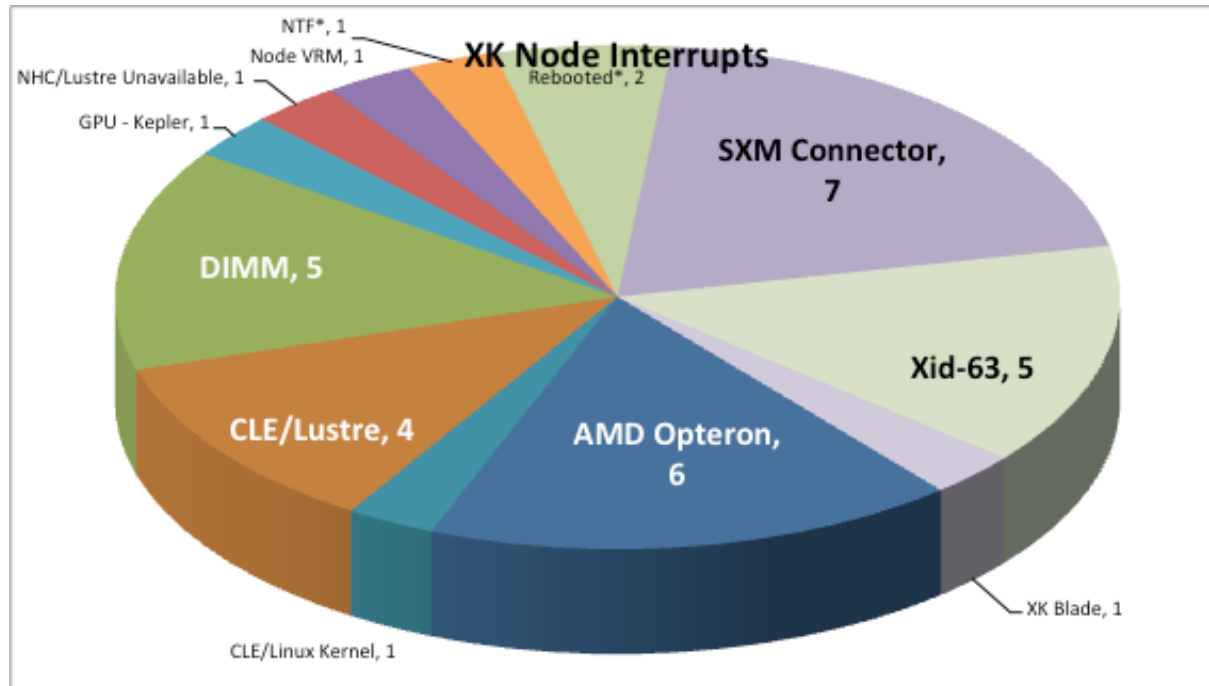 XK Node Interrupts
NTF*, 1
Node VRM, 1
NHC/Lustre Unavailable, 1
GPU - Kepler, 1
Rebooted*, 2
SXM Connector,
7
DIMM, 5
Xid-63, 5
CLE/Lustre, 4
AMD Opteron,
6
XK Blade, 1
CLE/Linux Kernel, 1